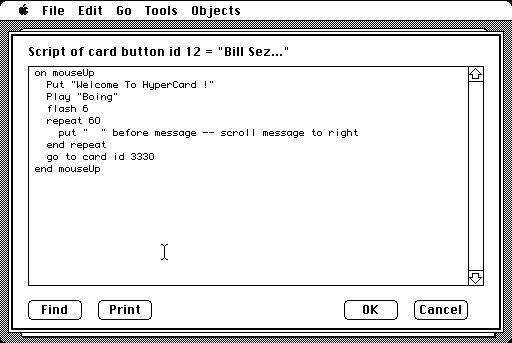 File Edit Go Tools Objects
Script of card button id 12 = "Bill Sez..."
on mouseUp
  Put "Welcome To HyperCard !"
  Play "Boing"
  flash 6
  repeat 60
    put "  " before message -- scroll message to right
  end repeat
  go to card id 3330
end mouseUp
Find Print OK Cancel